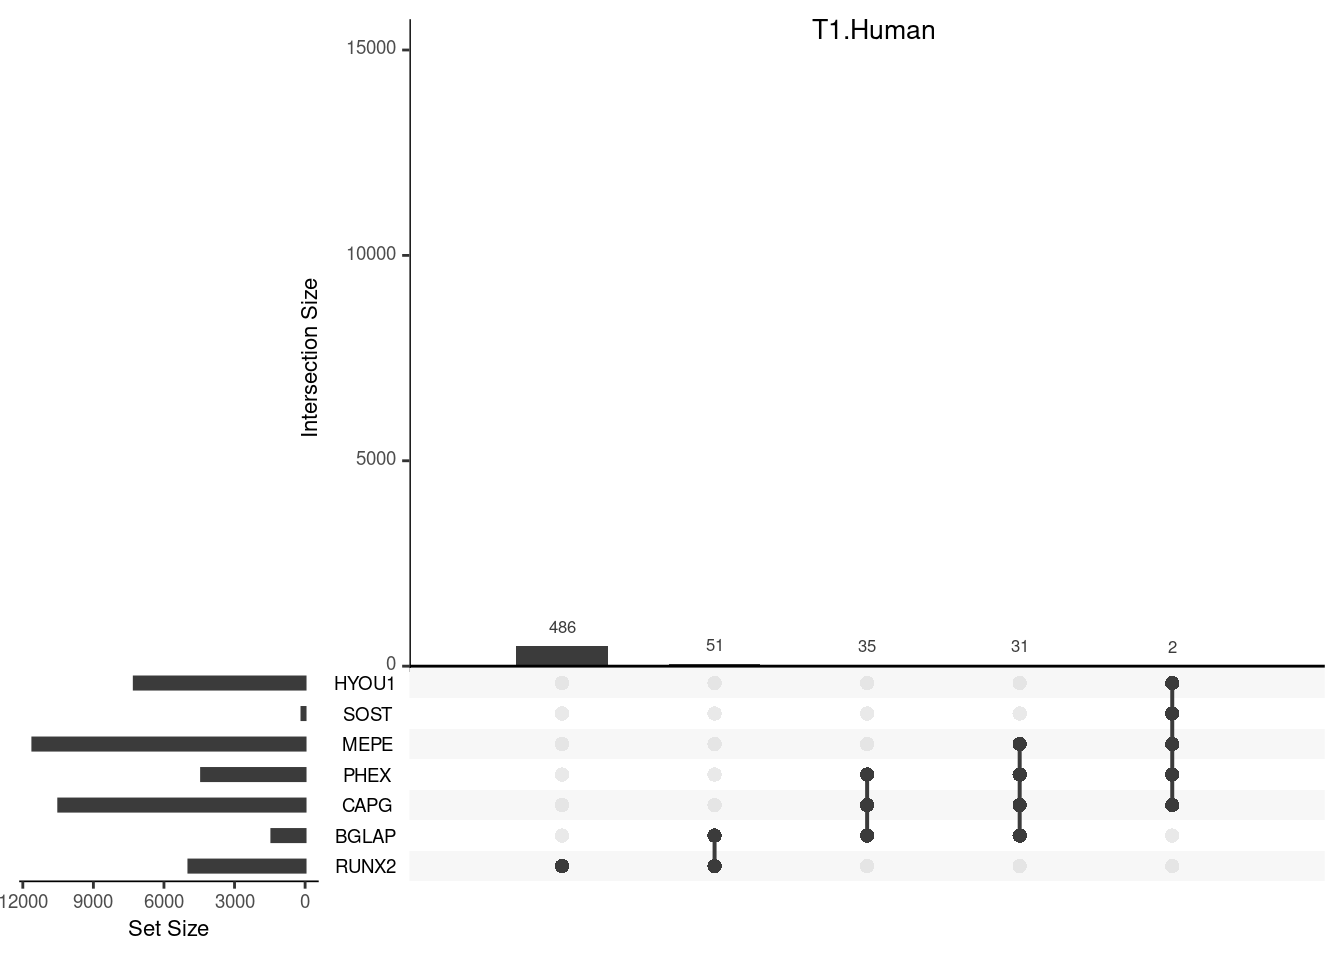 T1.Human
15000
10000
5000
0
Intersection Size
486
51
35
31
2
HYOU1
SOST
MEPE
PHEX
CAPG
BGLAP
RUNX2
12000 9000 6000 3000 0
Set Size